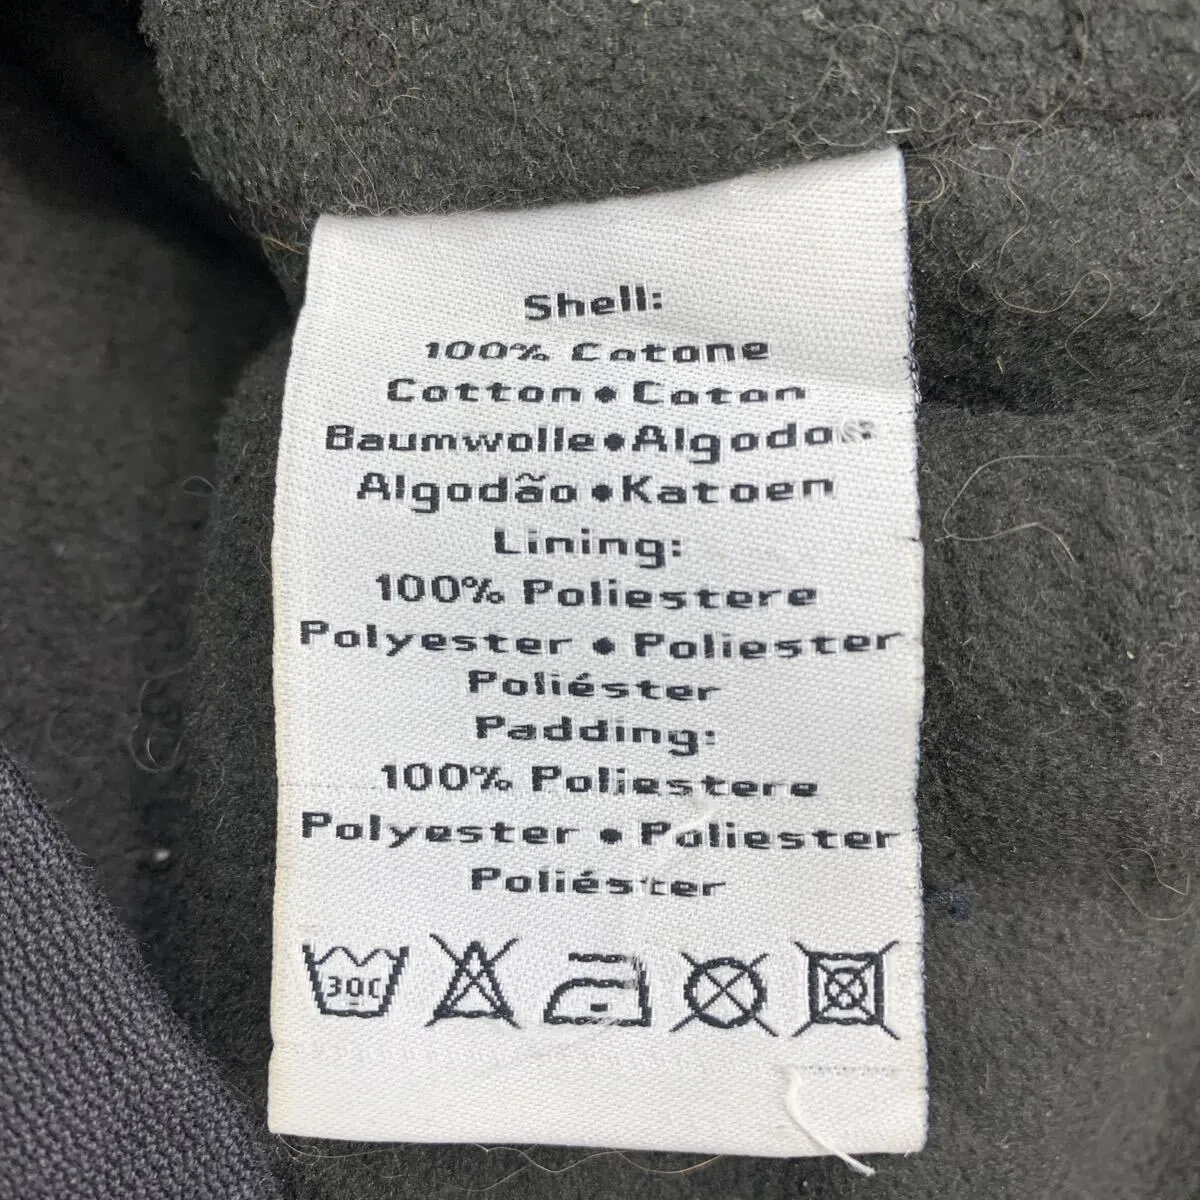 Shell:
100% Cotone
Cotton • Coton
Baumwolle • Algodo
Algodão • Katoen
Lining:
100% Poliestere
Polyester • Poliester
Poliéster
Padding:
100% Poliestere
Polyester • Poliester
Poliéster
30C